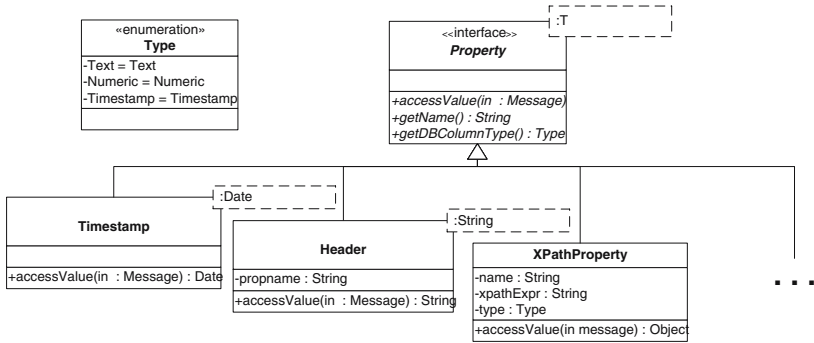 «enumeration»
Type
-Text = Text
-Numeric = Numeric
-Timestamp = Timestamp
:T
<<interface>>
Property
+accessValue(in : Message)
+getName() : String
+getDBColumnType() : Type
:Date
Timestamp
+accessValue(in : Message) : Date
:String
Header
-propname : String
+accessValue(in : Message) : String
XPathProperty
-name : String
-xpathExpr : String
-type : Type
+accessValue(in message) : Object
...